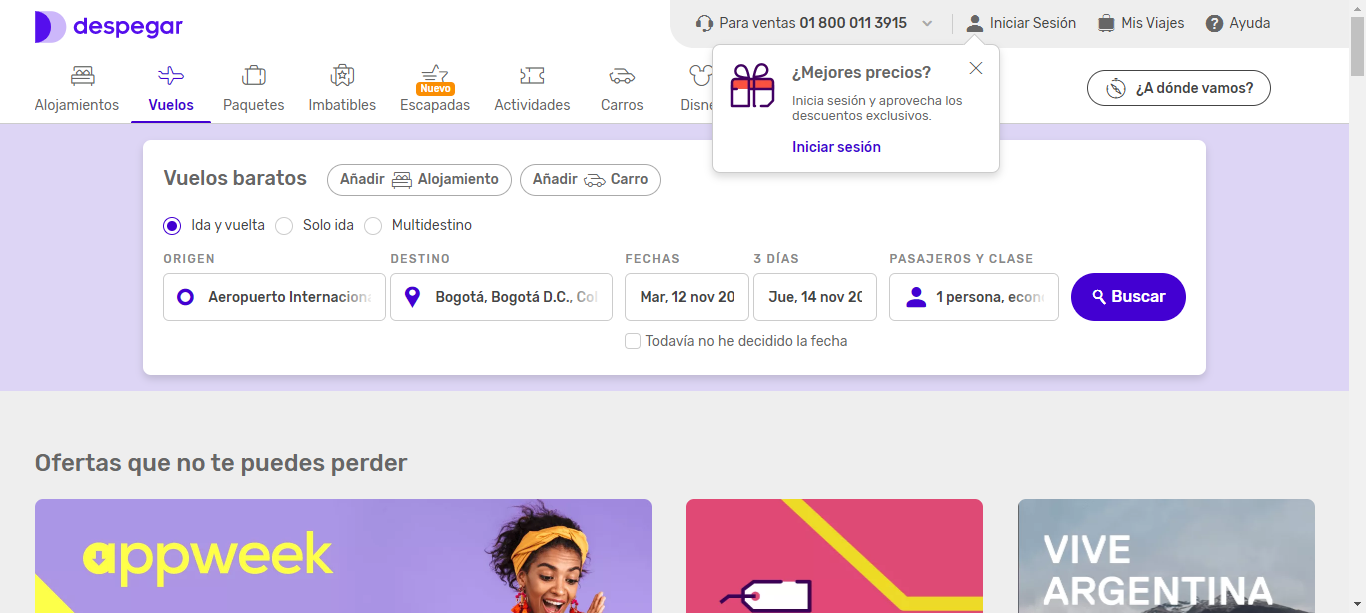 despegar
Para ventas 01 800 011 3915
Iniciar Sesión
Mis Viajes
Ayuda
Alojamientos
Vuelos
Paquetes
Imbatibles
Nuevo
Escapadas
Actividades
Carros
Disne
¿A dónde vamos?
¿Mejores precios?
Inicia sesión y aprovecha los
descuentos exclusivos.
Iniciar sesión
Vuelos baratos
Añadir Alojamiento
Añadir Carro
Ida y vuelta
Solo ida
Multidestino
ORIGEN
DESTINO
FECHAS
3 DÍAS
PASAJEROS Y CLASE
Aeropuerto Internaciona
Bogotá, Bogotá D.C., Col
Mar, 12 nov 20
Jue, 14 nov 20
1 persona, econ
Buscar
Todavía no he decidido la fecha
Ofertas que no te puedes perder
appweek
VIVE
ARGENTINA